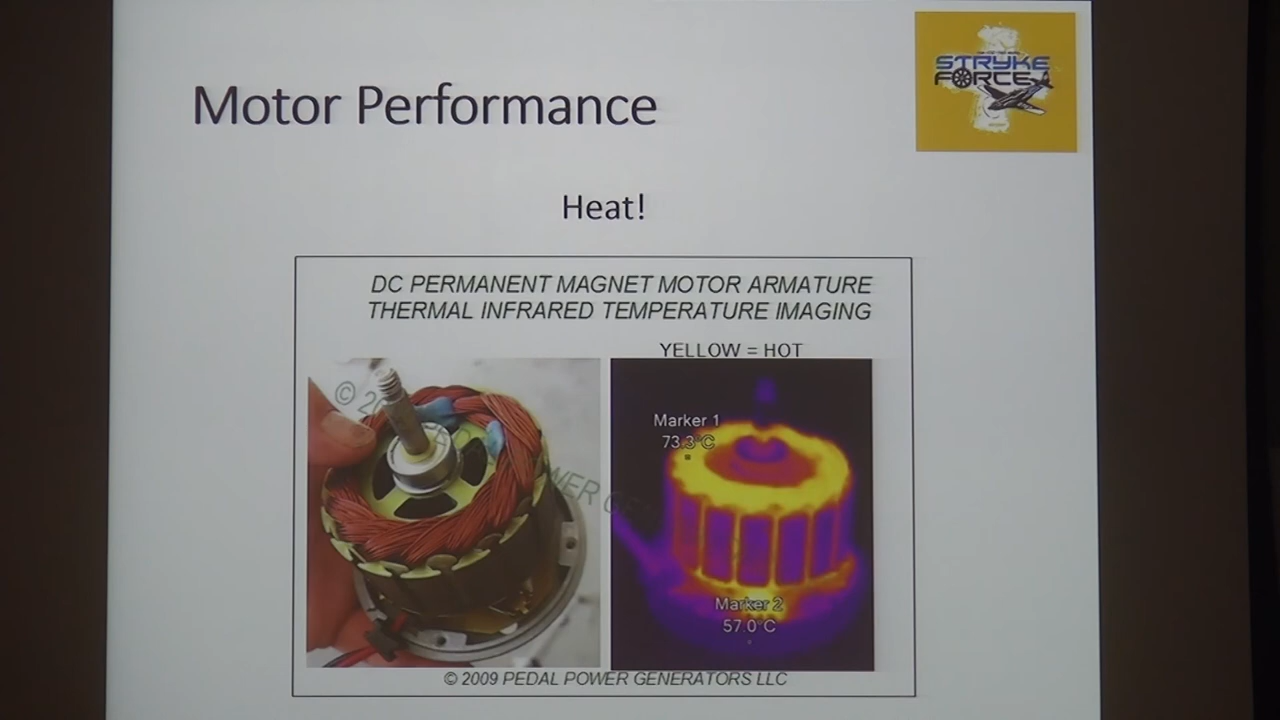 Motor Performance
STRYKE
FORCE
Heat!
DC PERMANENT MAGNET MOTOR ARMATURE
THERMAL INFRARED TEMPERATURE IMAGING
YELLOW = HOT
Marker 1
73.3°C
Marker 2
57.0°C
© 2009 PEDAL POWER GENERATORS LLC